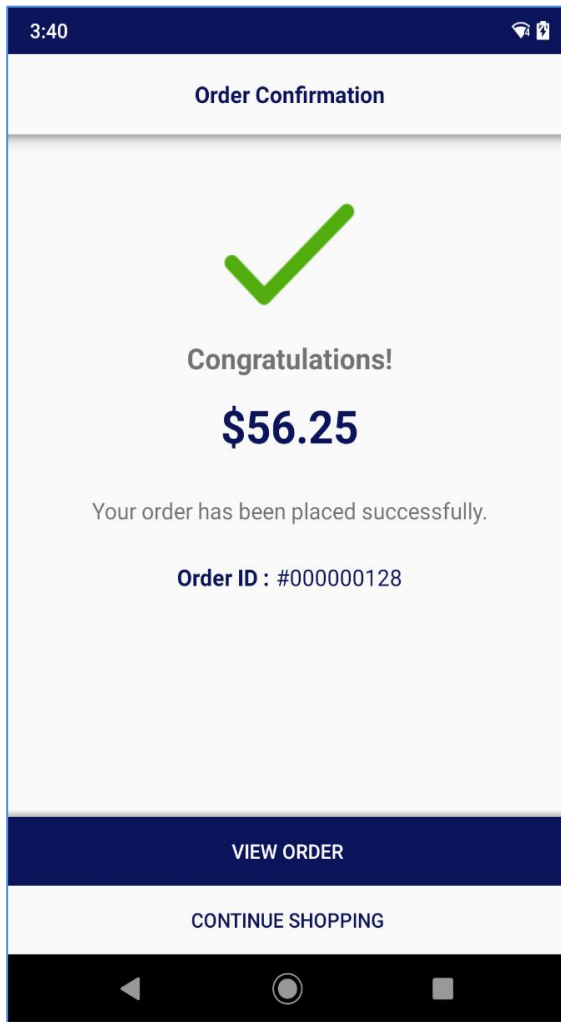 3:40
Order Confirmation
Congratulations!
$56.25
Your order has been placed successfully.
Order ID : #000000128
VIEW ORDER
CONTINUE SHOPPING